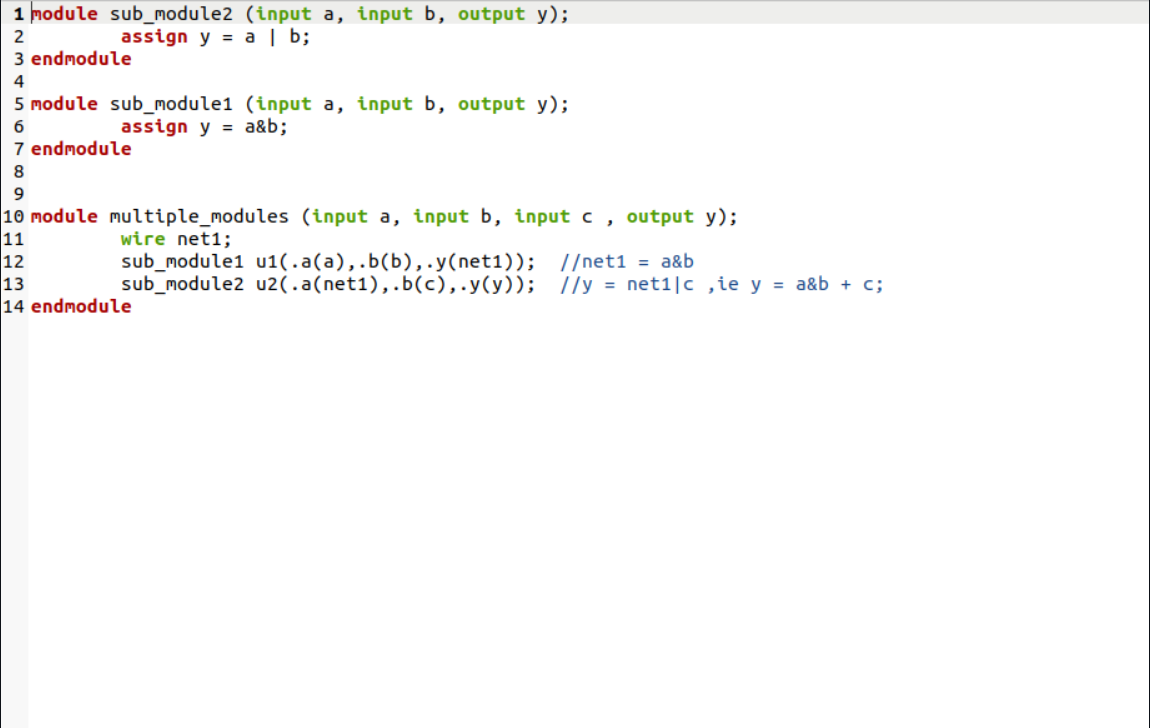 1 module sub_module2 (input a, input b, output y);
2         assign y = a | b;
3 endmodule
4
5 module sub_module1 (input a, input b, output y);
6         assign y = a&b;
7 endmodule
8
9
10 module multiple_modules (input a, input b, input c , output y);
11         wire net1;
12         sub_module1 u1(.a(a),.b(b),.y(net1));  //net1 = a&b
13         sub_module2 u2(.a(net1),.b(c),.y(y));  //y = net1|c ,ie y = a&b + c;
14 endmodule